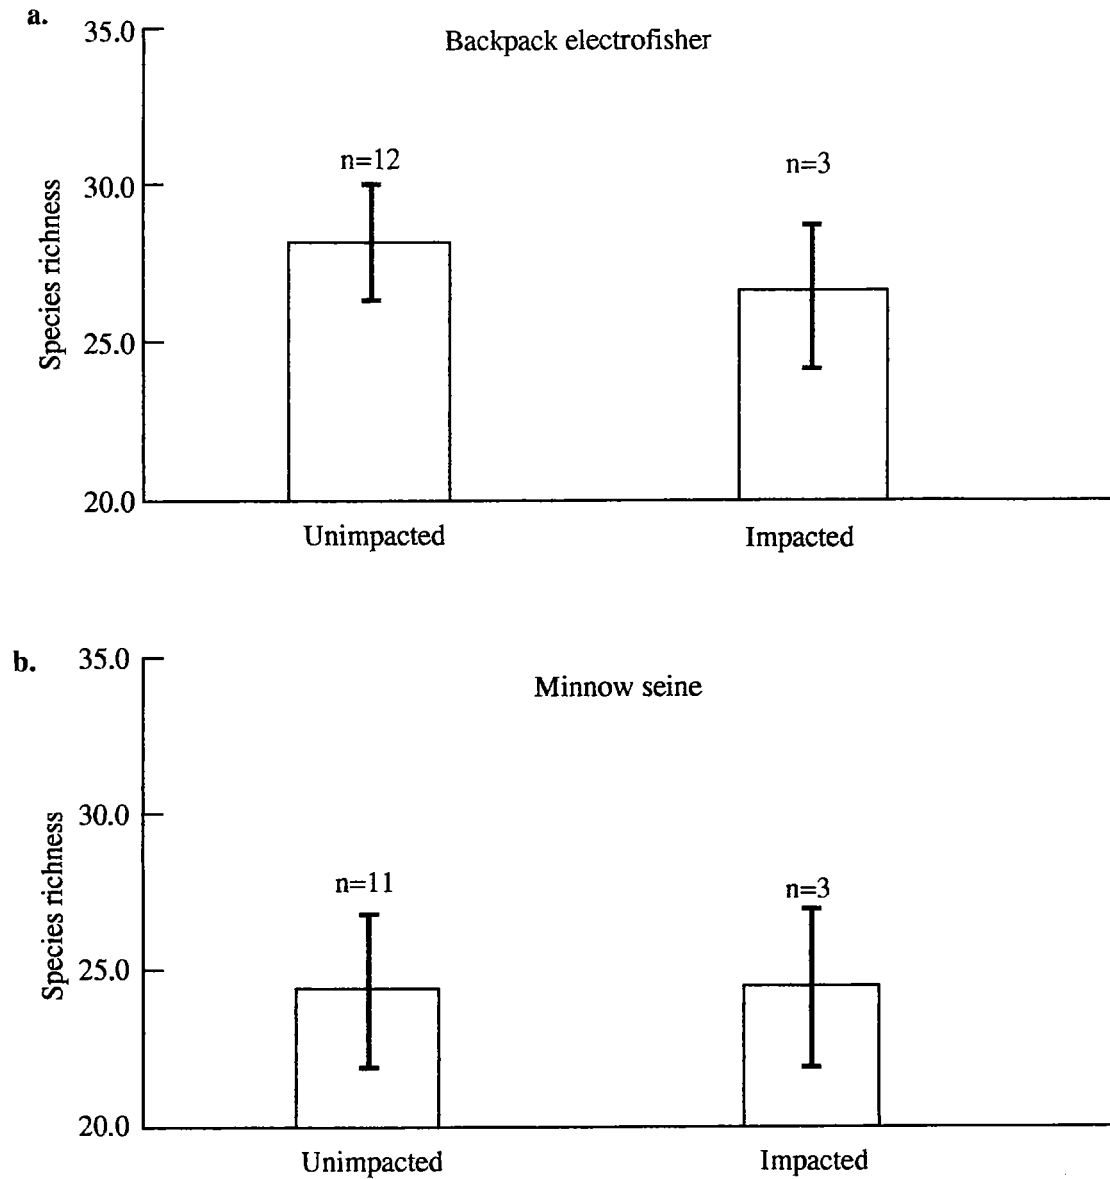 a.
35.0
Backpack electrofisher
n=12
n=3
30.0
Species richness
25.0
20.0
Unimpacted
Impacted
b.
35.0
Minnow seine
30.0
Species richness
n=11
n=3
25.0
20.0
Unimpacted
Impacted